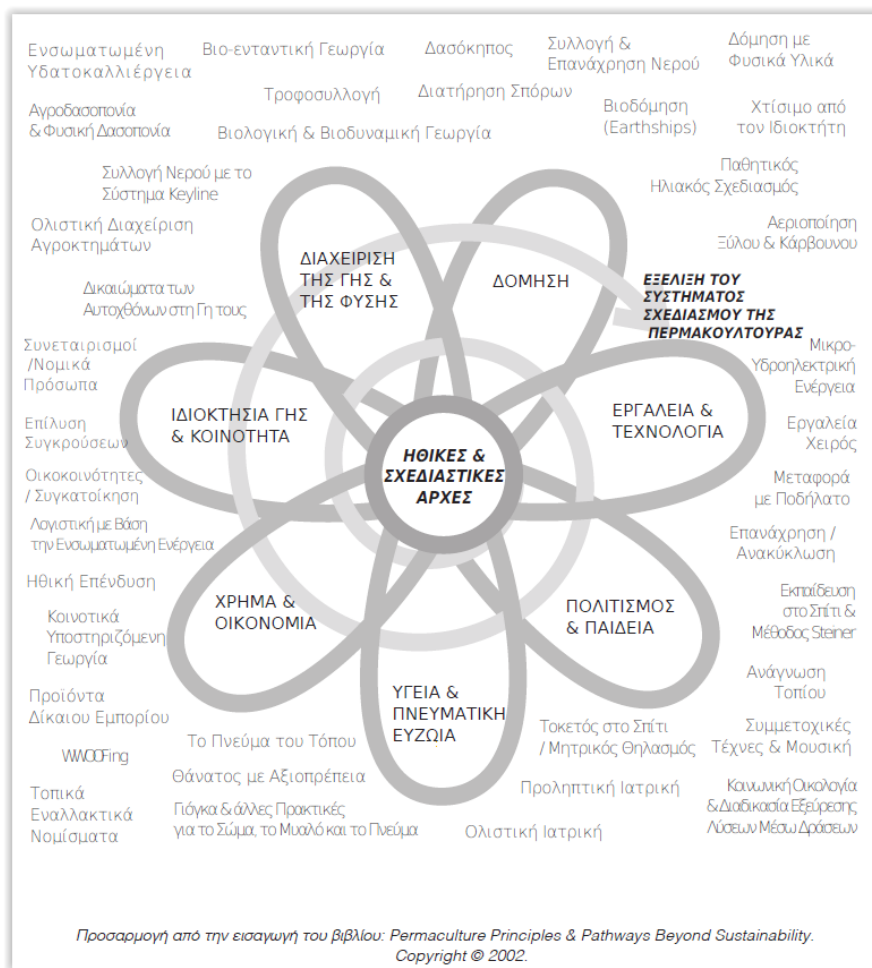 Ενσωματωμένη
Υδατοκαλλιέργεια
Βιο-εντατική Γεωργία
Δασόκηπος
Συλλογή &
Επανάχρηση Νερού
Δόμηση με
Φυσικά Υλικά
Τροφοσυλλογή
Διατήρηση Σπόρων
Αγροδασοπονία
& Φυσική Δασοπονία
Βιολογική & Βιοδυναμική Γεωργία
Βιοδόμηση
(Earthships)
Χτίσιμο από
τον Ιδιοκτήτη
Συλλογή Νερού με το
Σύστημα Keyline
Παθητικός
Ηλιακός Σχεδιασμός
Ολιστική Διαχείριση
Αγροκτημάτων
Αεριοποίηση
Ξύλου & Κάρβουνου
ΔΙΑΧΕΙΡΙΣΗ
ΤΗΣ ΓΗΣ &
ΤΗΣ ΦΥΣΗΣ
ΔΟΜΗΣΗ
ΕΞΕΛΙΞΗ ΤΟΥ
ΣΥΣΤΗΜΑΤΟΣ
ΣΧΕΔΙΑΣΜΟΥ ΤΗΣ
ΠΕΡΜΑΚΟΥΛΤΟΥΡΑΣ
Δικαιώματα των
Αυτοχθόνων στη Γη τους
Συνεταιρισμοί
/Νομικά
Πρόσωπα
Μικρο-
Υδροηλεκτρική
Ενέργεια
ΙΔΙΟΚΤΗΣΙΑ ΓΗΣ
& ΚΟΙΝΟΤΗΤΑ
ΕΡΓΑΛΕΙΑ &
ΤΕΧΝΟΛΟΓΙΑ
Επίλυση
Συγκρούσεων
Εργαλεία
Χειρός
ΗΘΙΚΕΣ &
ΣΧΕΔΙΑΣΤΙΚΕΣ
ΑΡΧΕΣ
Οικοκοινότητες
/ Συγκατοίκηση
Μεταφορά
με Ποδήλατο
Λογιστική με Βάση
την Ενσωματωμένη Ενέργεια
Επανάχρηση /
Ανακύκλωση
Ηθική Επένδυση
ΧΡΗΜΑ &
ΟΙΚΟΝΟΜΙΑ
ΠΟΛΙΤΙΣΜΟΣ
& ΠΑΙΔΕΙΑ
Εκπαίδευση
στο Σπίτι &
Μέθοδος Steiner
Κοινοτικά
Υποστηριζόμενη
Γεωργία
Ανάγνωση
Τοπίου
Προϊόντα
Δίκαιου Εμπορίου
ΥΓΕΙΑ &
ΠΝΕΥΜΑΤΙΚΗ
ΕΥΖΩΙΑ
Τοκετός στο Σπίτι
/ Μητρικός Θηλασμός
Συμμετοχικές
Τέχνες & Μουσική
WWOOFing
Το Πνεύμα του Τόπου
Θάνατος με Αξιοπρέπεια
Προληπτική Ιατρική
Τοπικά
Εναλλακτικά
Νομίσματα
Γιόγκα & άλλες Πρακτικές
για το Σώμα, το Μυαλό και το Πνεύμα
Ολιστική Ιατρική
Κοινωνική Οικολογία
& Διαδικασία Εξεύρεσης
Λύσεων Μέσω Δράσεων
Προσαρμογή από την εισαγωγή του βιβλίου: Permaculture Principles & Pathways Beyond Sustainability.
Copyright © 2002.